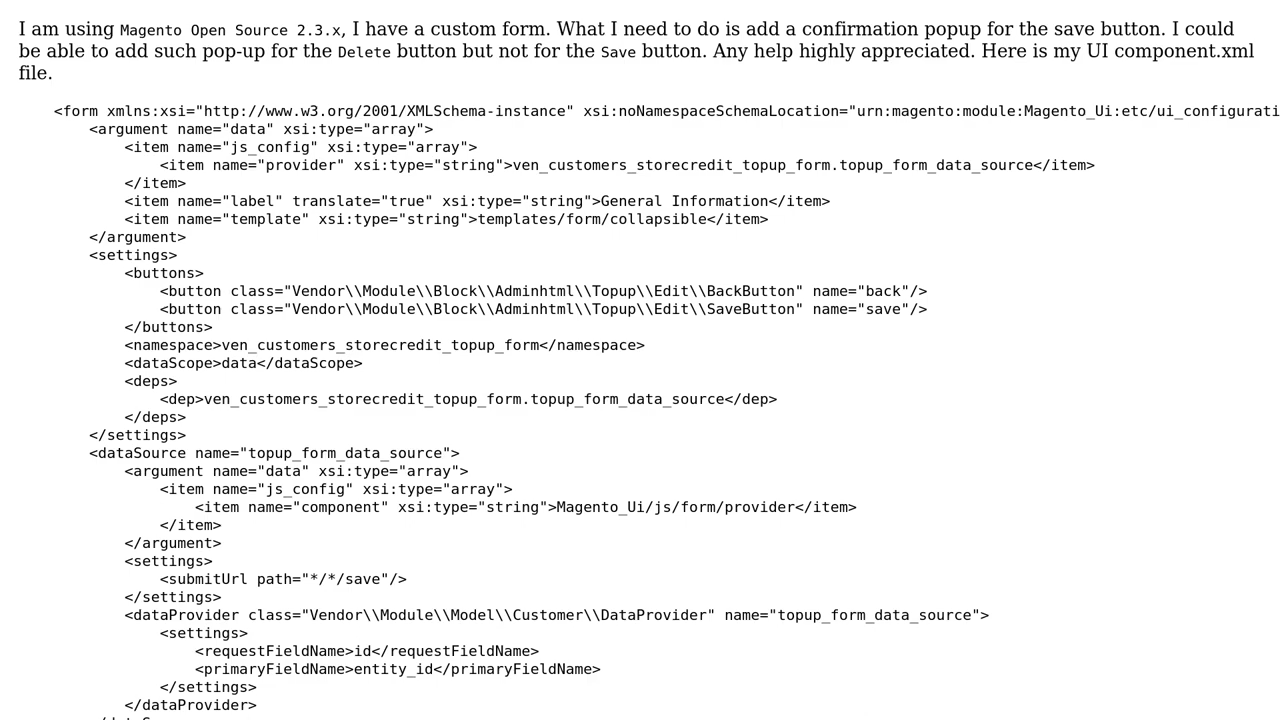 I am using Magento Open Source 2.3.x, I have a custom form. What I need to do is add a confirmation popup for the save button. I could
be able to add such pop-up for the Delete button but not for the Save button. Any help highly appreciated. Here is my UI component.xml
file.
<form xmlns:xsi="http://www.w3.org/2001/XMLSchema-instance" xsi:noNamespaceSchemaLocation="urn:magento:module:Magento_Ui:etc/ui_configurati
<argument name="data" xsi:type="array">
<item name="js_config" xsi:type="array">
<item name="provider" xsi:type="string">ven_customers_storecredit_topup_form.topup_form_data_source</item>
</item>
<item name="label" translate="true" xsi:type="string">General Information</item>
<item name="template" xsi:type="string">templates/form/collapsible</item>
</argument>
<settings>
<buttons>
<button class="Vendor\\Module\\Block\\Adminhtml\\Topup\\Edit\\BackButton" name="back"/>
<button class="Vendor\\Module\\Block\\Adminhtml\\Topup\\Edit\\SaveButton" name="save"/>
</buttons>
<namespace>ven_customers_storecredit_topup_form</namespace>
<dataScope>data</dataScope>
<deps>
<dep>ven_customers_storecredit_topup_form.topup_form_data_source</dep>
</deps>
</settings>
<dataSource name="topup_form_data_source">
<argument name="data" xsi:type="array">
<item name="js_config" xsi:type="array">
<item name="component" xsi:type="string">Magento_Ui/js/form/provider</item>
</item>
</argument>
<settings>
<submitUrl path="*/*/save"/>
</settings>
<dataProvider class="Vendor\\Module\\Model\\Customer\\DataProvider" name="topup_form_data_source">
<settings>
<requestFieldName>id</requestFieldName>
<primaryFieldName>entity_id</primaryFieldName>
</settings>
</dataProvider>